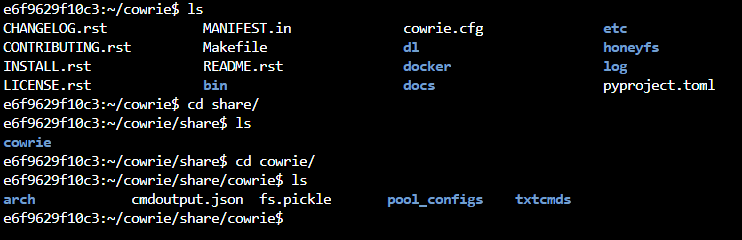 e6f9629f10c3:~/cowrie$ ls
CHANGELOG.rst MANIFEST.in cowrie.cfg etc
CONTRIBUTING.rst Makefile dl honeyfs
INSTALL.rst README.rst docker log
LICENSE.rst bin docs pyproject.toml
e6f9629f10c3:~/cowrie$ cd share/
e6f9629f10c3:~/cowrie/share$ ls
cowrie
e6f9629f10c3:~/cowrie/share$ cd cowrie/
e6f9629f10c3:~/cowrie/share/cowrie$ ls
arch cmdoutput.json fs.pickle pool_configs txtcmds
e6f9629f10c3:~/cowrie/share/cowrie$